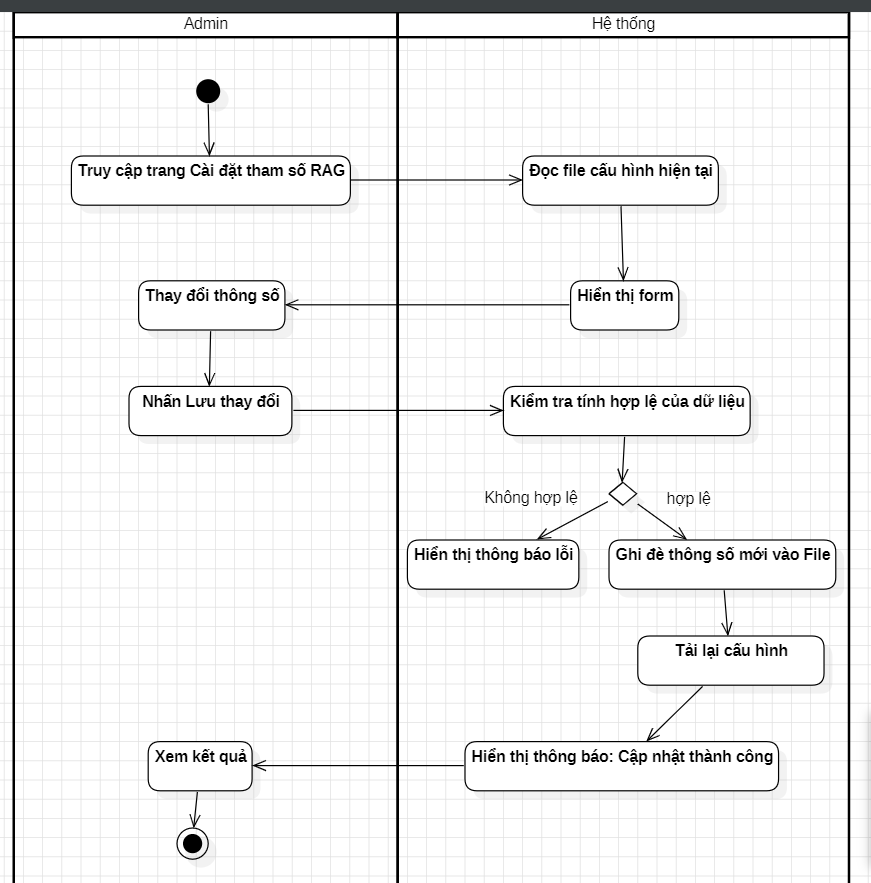 Admin
Hệ thống
Truy cập trang Cài đặt tham số RAG
Đọc file cấu hình hiện tại
Thay đổi thông số
Hiển thị form
Nhấn Lưu thay đổi
Kiểm tra tính hợp lệ của dữ liệu
Không hợp lệ
hợp lệ
Hiển thị thông báo lỗi
Ghi đè thông số mới vào File
Tải lại cấu hình
Xem kết quả
Hiển thị thông báo: Cập nhật thành công